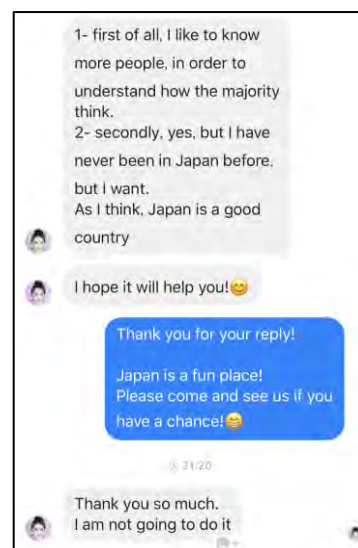 1- first of all, I like to know
more people, in order to
understand how the majority
think.
2- secondly, yes, but I have
never been in Japan before,
but I want.
As I think, Japan is a good
country
I hope it will help you!😊
Thank you for your reply!
Japan is a fun place!
Please come and see us if you
have a chance!😄
21:20
Thank you so much.
I am not going to do it